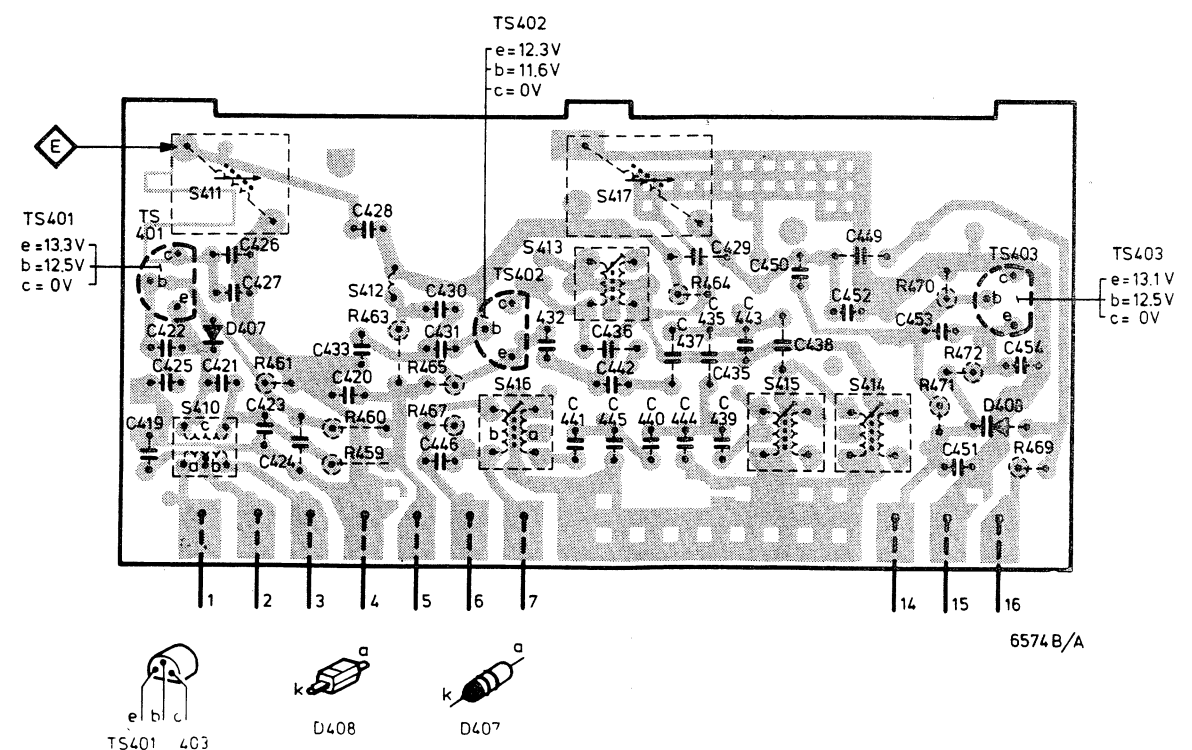 TS402
e=12.3V
b=11.6V
c= 0V
E
S411
S417
TS401
e=13.3V
b=12.5V
c = 0V
TS
401
c
b
e
C428
C426
C427
S413
C429
C449
C450
TS403
c
b
e
TS403
e=13.1V
b=12.5V
c= 0V
S412
TS402
c
b
e
R464
R470
C430
C452
C422
D407
R463
C431
432
C436
C
437
C
435
C
443
C438
C453
C425
C421
R461
C433
C420
R465
C442
C435
R472
C454
R471
C419
S410
c
a
b
C423
R460
R467
S416
b
a
C
441
C
445
C
440
C
444
C
439
S415
S414
D408
C424
R459
C446
C451
R469
1
2
3
4
5
6
7
14
15
16
6574B/A
e
b
c
TS401 403
a
k
D408
a
k
D407